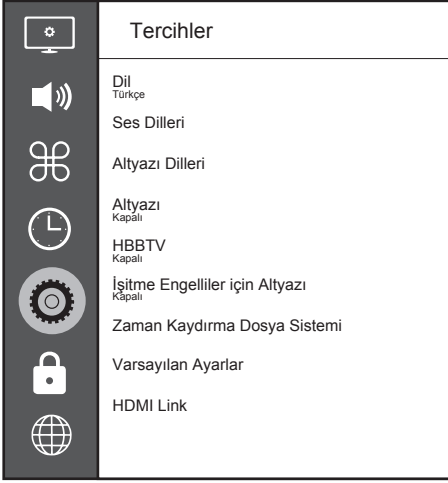 Tercihler
Dil
Türkçe
Ses Dilleri
Altyazı Dilleri
Altyazı
Kapalı
HBBTV
Kapalı
İşitme Engelliler için Altyazı
Kapalı
Zaman Kaydırma Dosya Sistemi
Varsayılan Ayarlar
HDMI Link